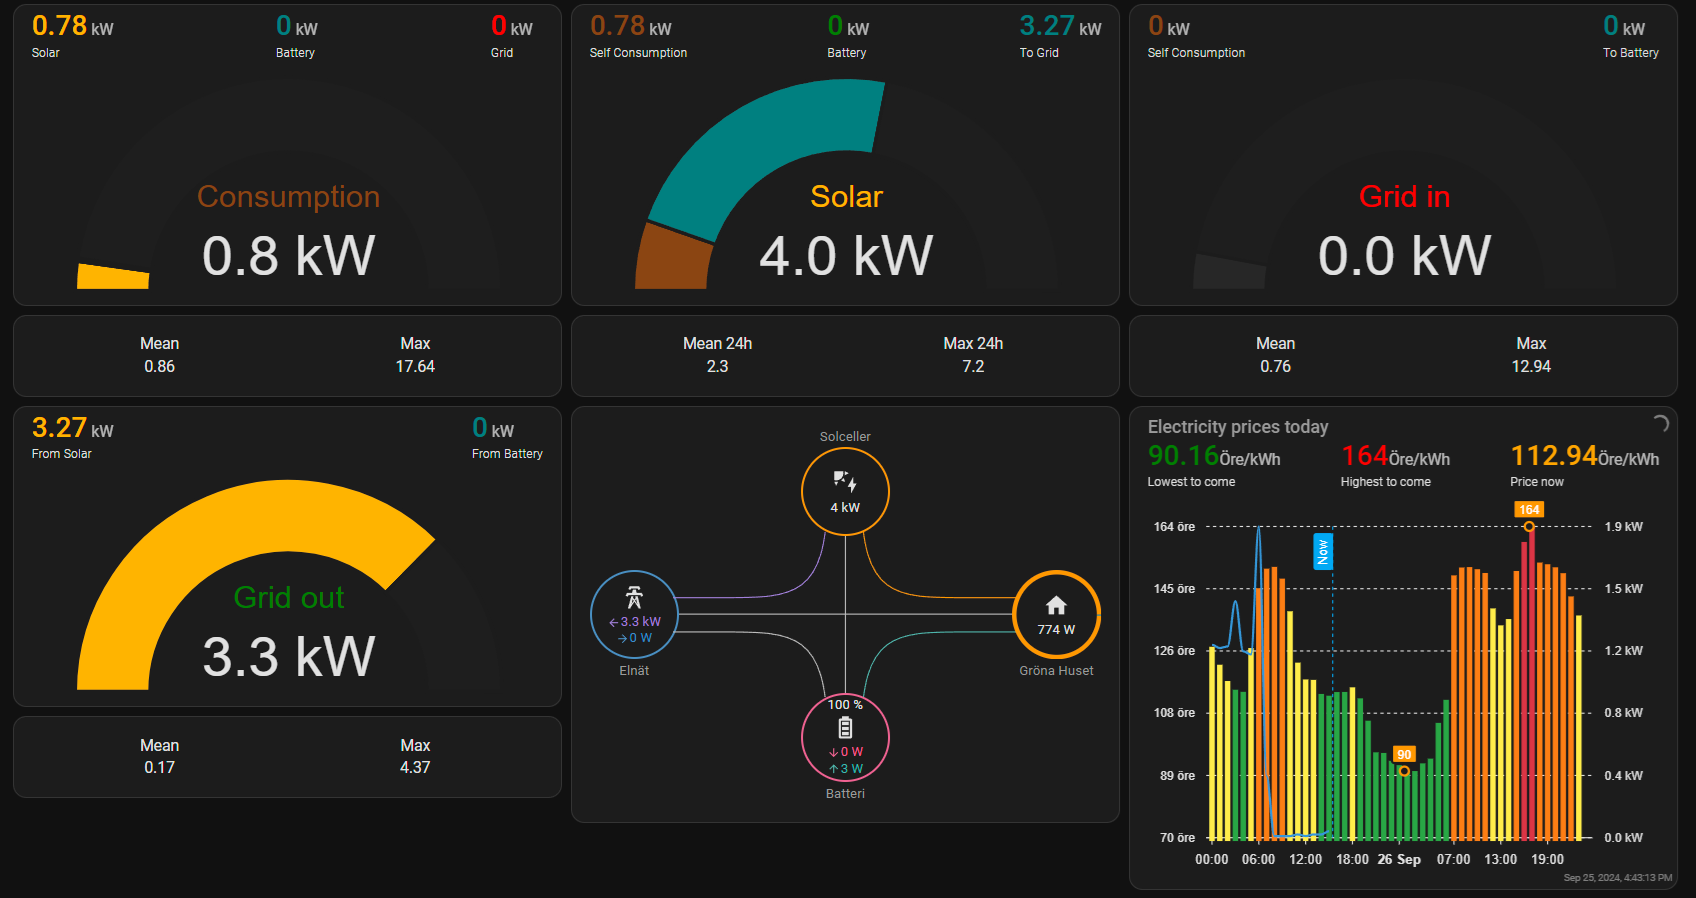 0.78 kW 0 kW 0 kW
Solar Battery Grid
Consumption
0.8 kW
0.78 kW 0 kW 3.27 kW
Self Consumption Battery To Grid
Solar
4.0 kW
0 kW 0 kW
Self Consumption To Battery
Grid in
0.0 kW
Mean Max
0.86 17.64
Mean 24h Max 24h
2.3 7.2
Mean Max
0.76 12.94
3.27 kW 0 kW
From Solar From Battery
Grid out
3.3 kW
Mean Max
0.17 4.37
Solceller
4 kW
←3.3 kW
→0 W
Elnät
774 W
Gröna Huset
100 %
↓0 W
↑3 W
Batteri
Electricity prices today
90.16Öre/kWh 164Öre/kWh 112.94Öre/kWh
Lowest to come Highest to come Price now
164
164 öre 1.9 kW
Now
145 öre 1.5 kW
126 öre 1.2 kW
108 öre 0.8 kW
90
89 öre 0.4 kW
70 öre 0.0 kW
00:00 06:00 12:00 18:00 26 Sep 07:00 13:00 19:00
Sep 25, 2024, 4:43:13 PM